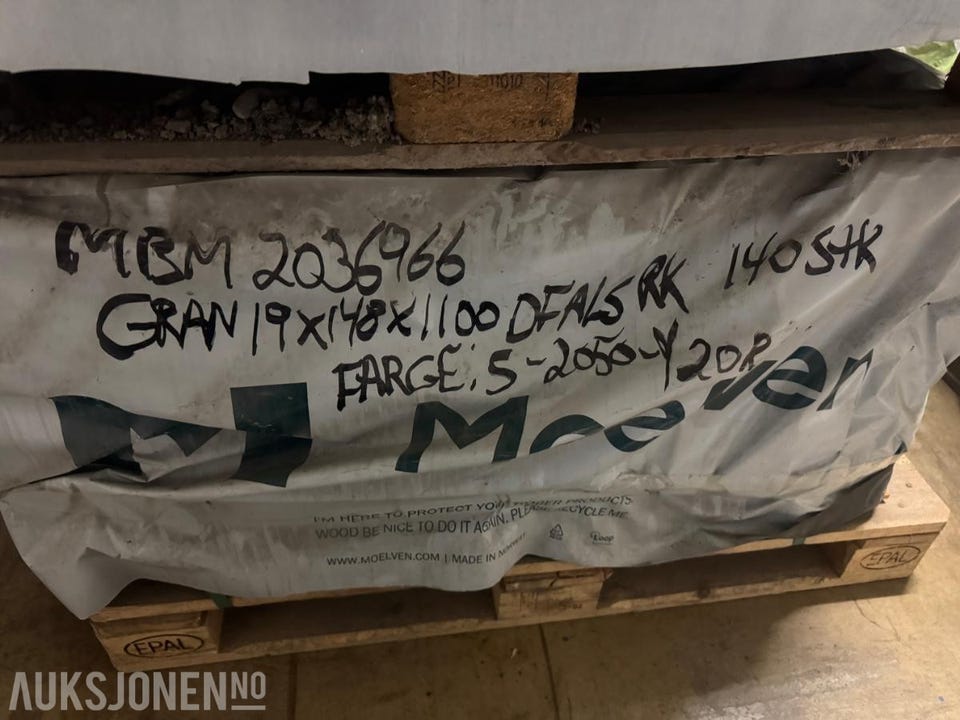 MBM 2036966
GRAN 19x148x1100 DFALS RK 140 STK
FARGE: S-2050-Y20R
Moelven
I'M HERE TO PROTECT YOUR TIMBER PRODUCTS.
WOOD BE NICE TO DO IT AGAIN. PLEASE RECYCLE ME
Loop
WWW.MOELVEN.COM | MADE IN NORWAY
EPAL
EPAL
AUKSJONEN NO